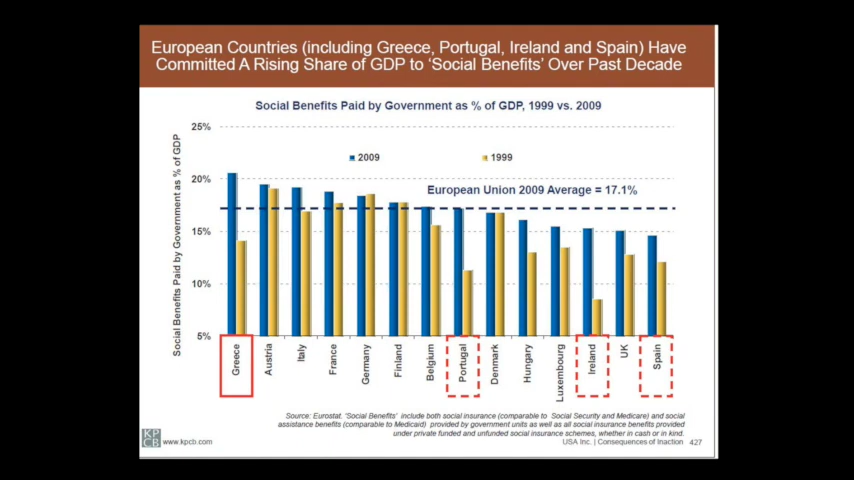 European Countries (including Greece, Portugal, Ireland and Spain) Have
Committed A Rising Share of GDP to ‘Social Benefits’ Over Past Decade
Social Benefits Paid by Government as % of GDP, 1999 vs. 2009
Social Benefits Paid by Government as % of GDP
25%
20%
15%
10%
5%
2009
1999
European Union 2009 Average = 17.1%
Greece
Austria
Italy
France
Germany
Finland
Belgium
Portugal
Denmark
Hungary
Luxembourg
Ireland
UK
Spain
Source: Eurostat. ‘Social Benefits’ include both social insurance (comparable to Social Security and Medicare) and social
assistance benefits (comparable to Medicaid) provided by government units as well as all social insurance benefits provided
under private funded and unfunded social insurance schemes, whether in cash or in kind.
KP
CB
www.kpcb.com
USA Inc. | Consequences of Inaction 427